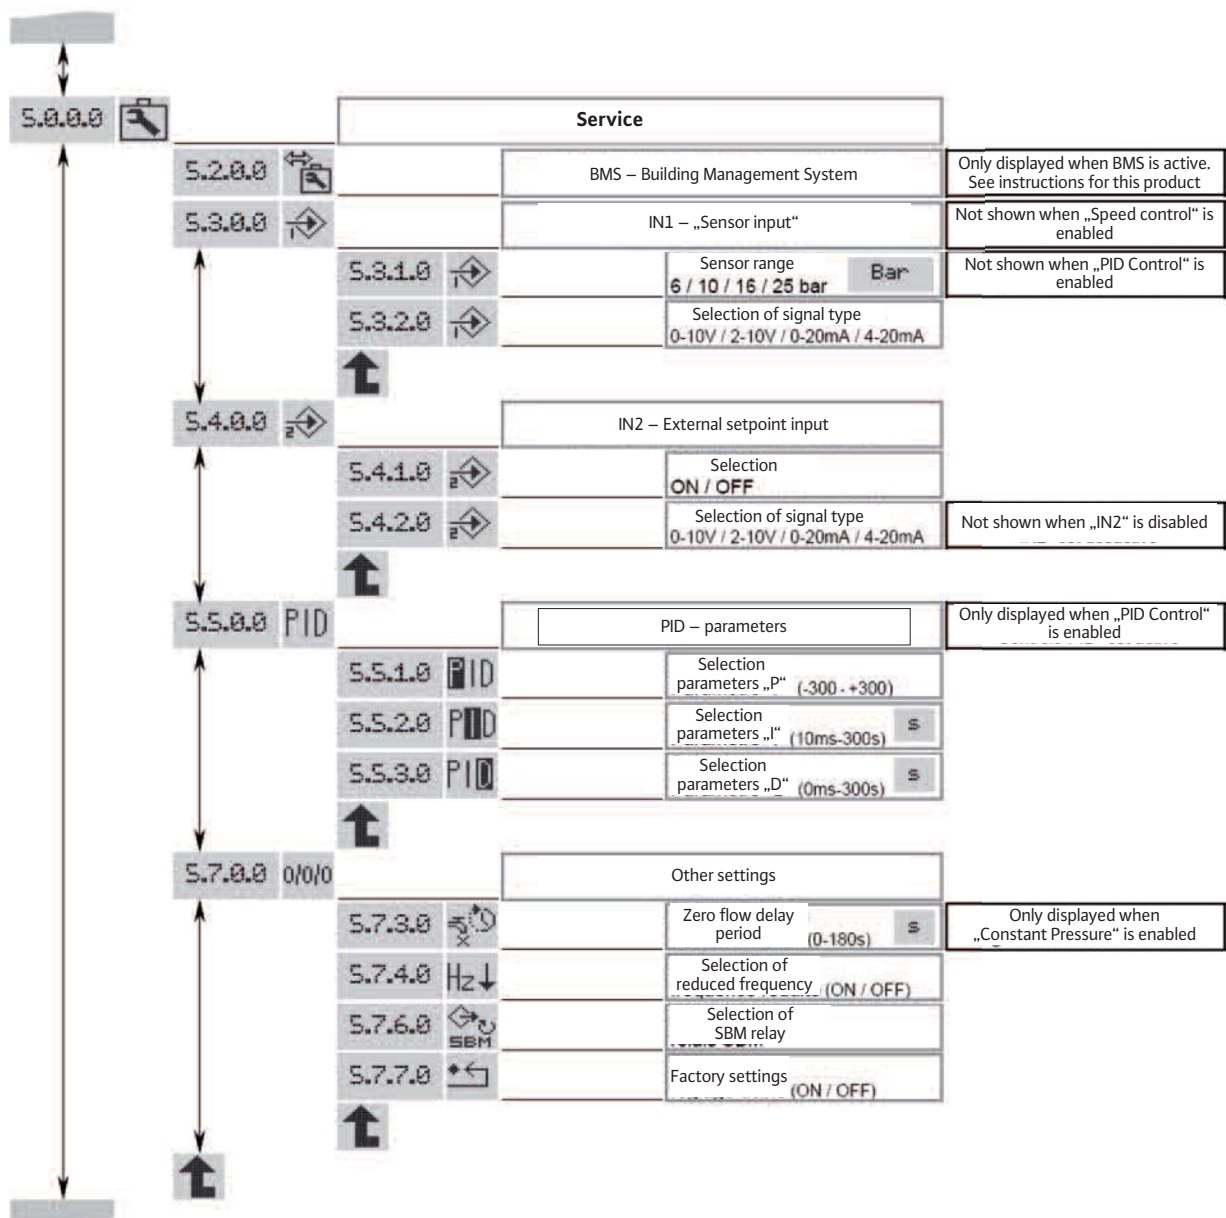 5.0.0.0
Service
5.2.0.0
BMS – Building Management System
Only displayed when BMS is active.
See instructions for this product
5.3.0.0
1
IN1 – „Sensor input“
Not shown when „Speed control“ is
enabled
5.3.1.0
1
Sensor range
6 / 10 / 16 / 25 bar
Bar
Not shown when „PID Control“ is
enabled
5.3.2.0
1
Selection of signal type
0-10V / 2-10V / 0-20mA / 4-20mA
5.4.0.0
2
IN2 – External setpoint input
5.4.1.0
2
Selection
ON / OFF
5.4.2.0
2
Selection of signal type
0-10V / 2-10V / 0-20mA / 4-20mA
Not shown when „IN2“ is disabled
5.5.0.0 PID
PID – parameters
Only displayed when „PID Control“
is enabled
5.5.1.0 PID
Selection
parameters „P“ (-300 - +300)
5.5.2.0 PID
Selection
parameters „I“ (10ms-300s)
s
5.5.3.0 PID
Selection
parameters „D“ (0ms-300s)
s
5.7.0.0 0/0/0
Other settings
5.7.3.0
Zero flow delay
period (0-180s)
s
Only displayed when
„Constant Pressure“ is enabled
5.7.4.0 Hz
Selection of
reduced frequency (ON / OFF)
5.7.6.0
SBM
Selection of
SBM relay
5.7.7.0
Factory settings
(ON / OFF)